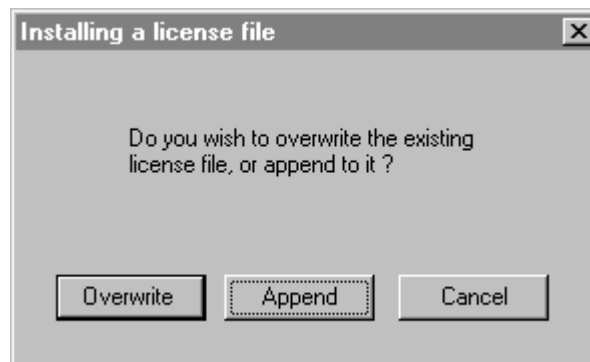 Installing a license file
Do you wish to overwrite the existing
license file, or append to it ?
Overwrite Append Cancel